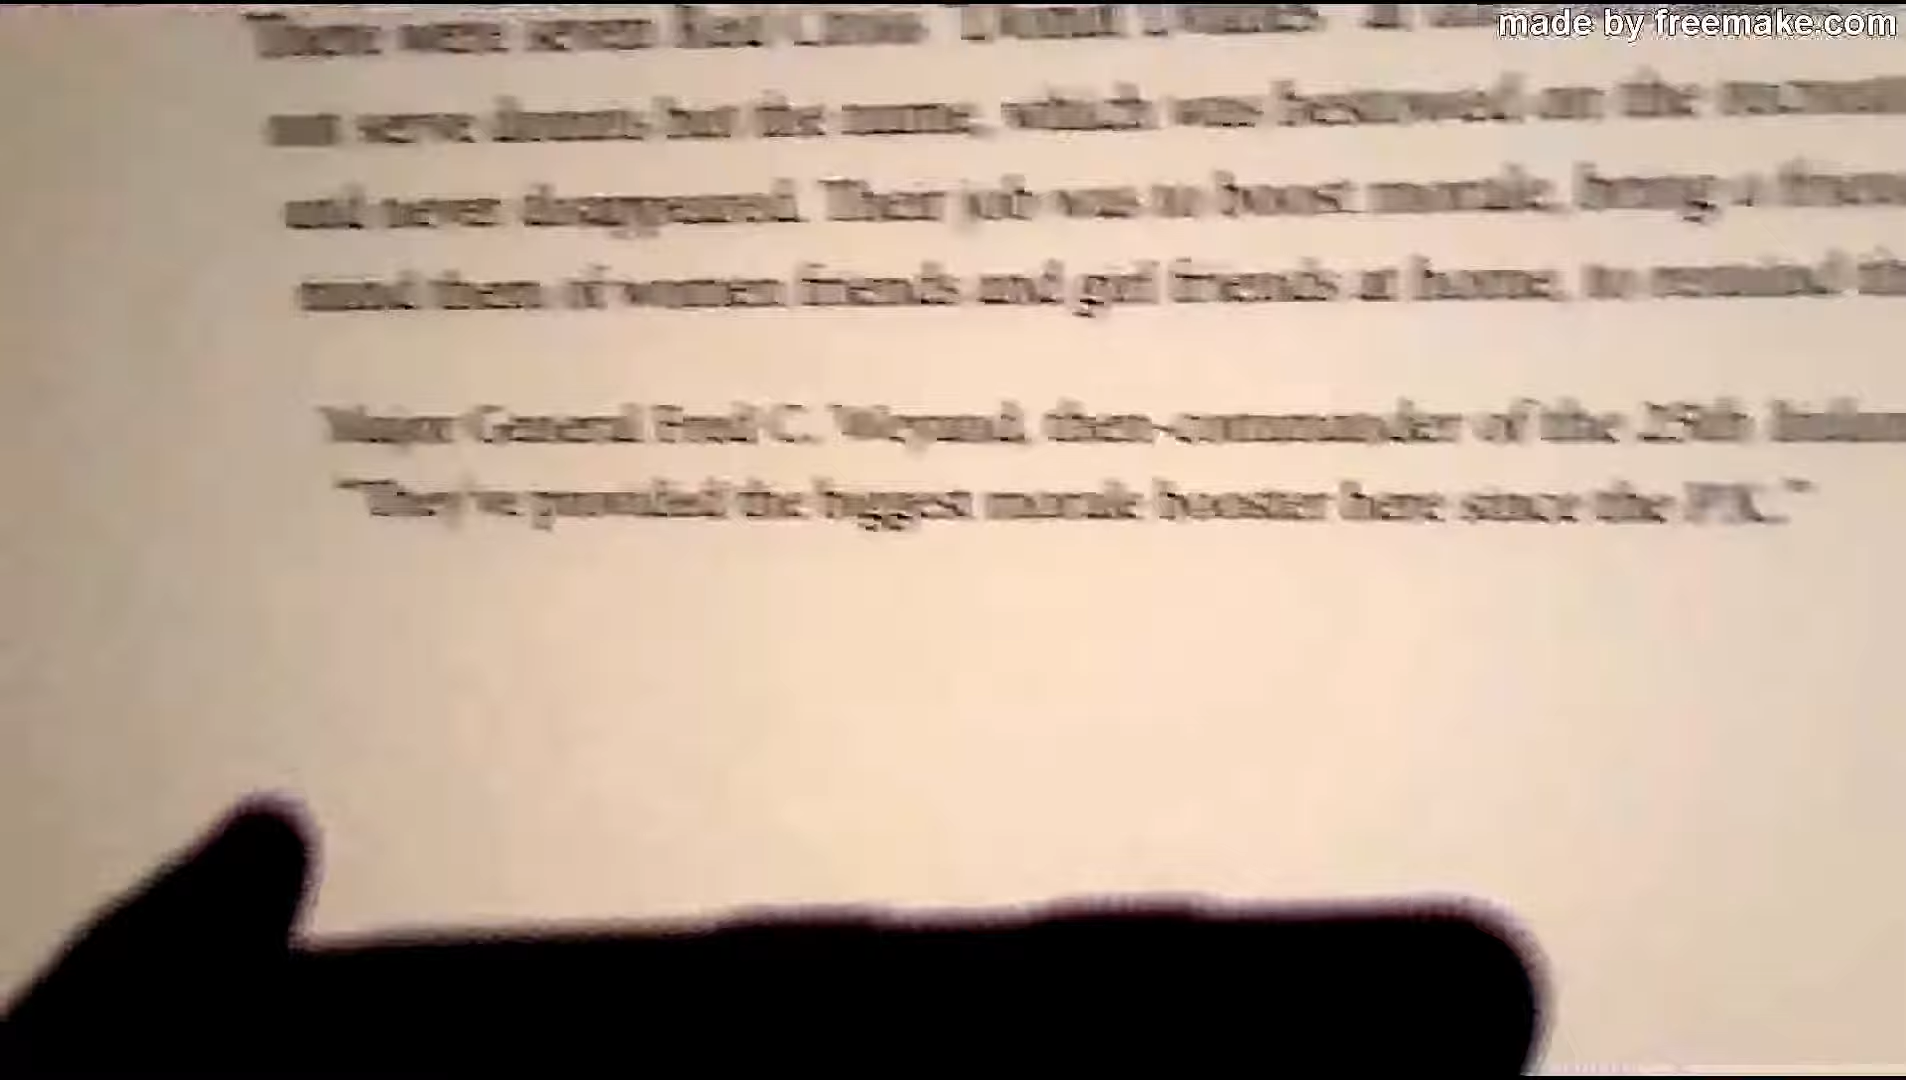 made by freemake.com
There were seven Red Cross
not serve donuts but the name, which was bestowed on the
and never disappeared. Their job was to boost morale, bring a
mind them of women friends and girl friends at home, to remind
Major General Fred C. Weyand, then-commander of the 25th
"They've provided the biggest morale booster here since the PX."